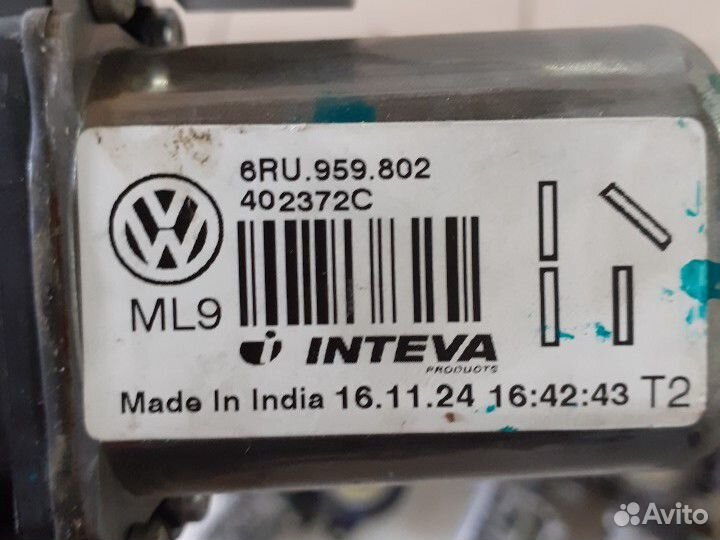 6RU.959.802
402372C
ML9
INTEVA
PRODUCTS
Made In India 16.11.24 16:42:43 T2
Avito